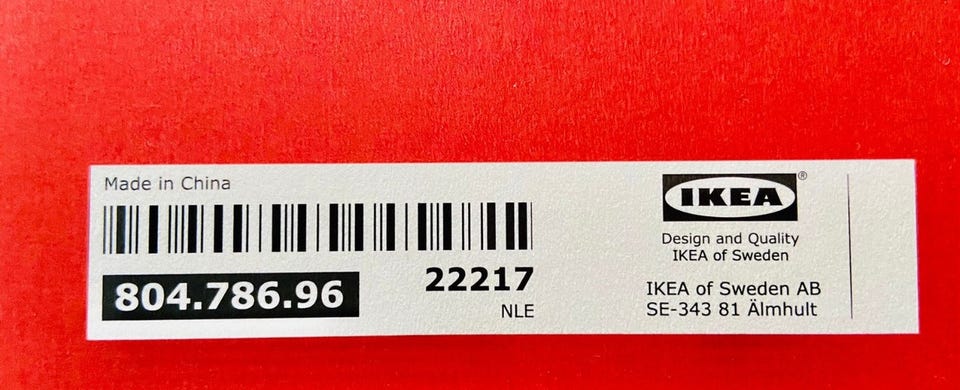 Made in China
804.786.96
22217
NLE
IKEA®
Design and Quality
IKEA of Sweden
IKEA of Sweden AB
SE-343 81 Älmhult